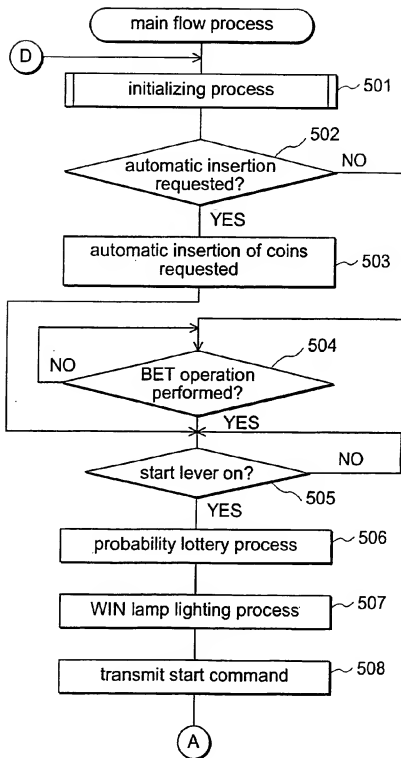 main flow process
D
initializing process
501
502
automatic insertion
requested?
NO
YES
automatic insertion of coins
requested
503
504
NO
BET operation
performed?
YES
start lever on?
NO
505
YES
probability lottery process
506
WIN lamp lighting process
507
transmit start command
508
A